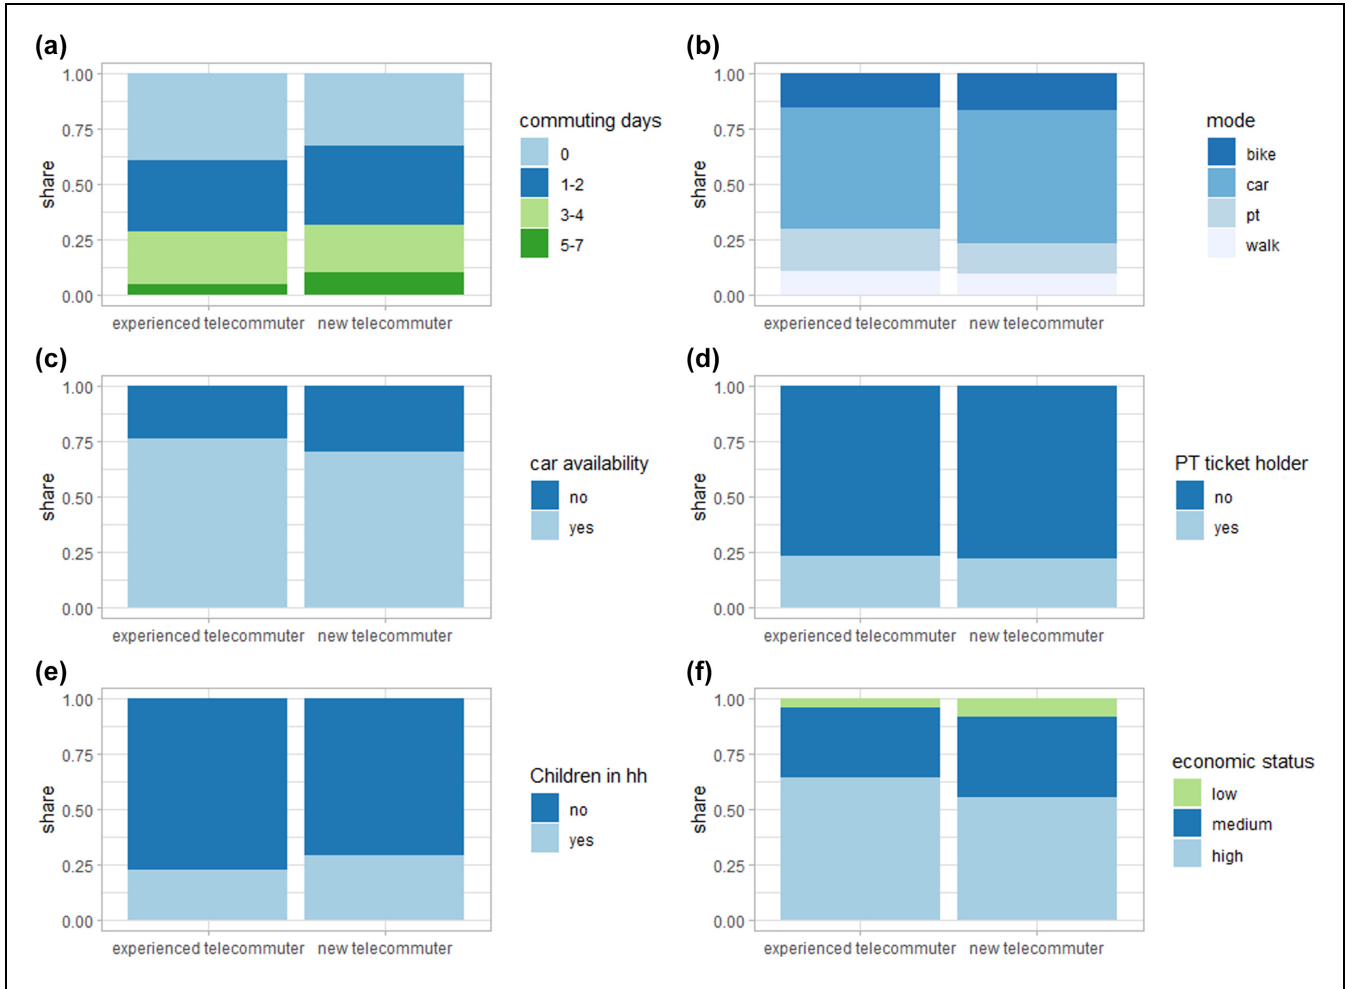 (a)
1.00
0.75
0.50
0.25
0.00
share
experienced telecommuter new telecommuter
commuting days
0
1-2
3-4
5-7
(b)
1.00
0.75
0.50
0.25
0.00
share
experienced telecommuter new telecommuter
mode
bike
car
pt
walk
(c)
1.00
0.75
0.50
0.25
0.00
share
experienced telecommuter new telecommuter
car availability
no
yes
(d)
1.00
0.75
0.50
0.25
0.00
share
experienced telecommuter new telecommuter
PT ticket holder
no
yes
(e)
1.00
0.75
0.50
0.25
0.00
share
experienced telecommuter new telecommuter
Children in hh
no
yes
(f)
1.00
0.75
0.50
0.25
0.00
share
experienced telecommuter new telecommuter
economic status
low
medium
high